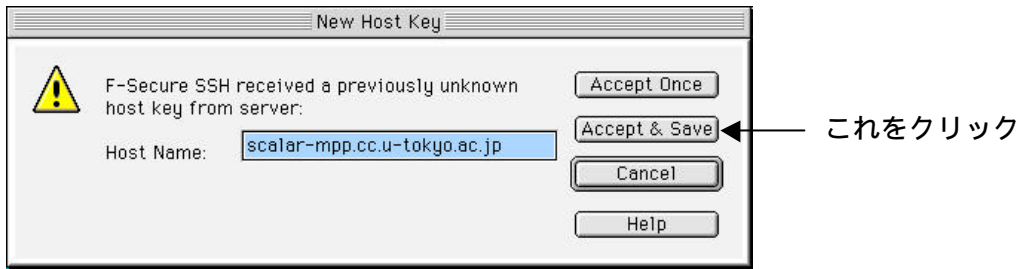 New Host Key
F-Secure SSH received a previously unknown
host key from server:
Host Name:
scalar-mpp.cc.u-tokyo.ac.jp
Accept Once
Accept & Save
これをクリック
Cancel
Help